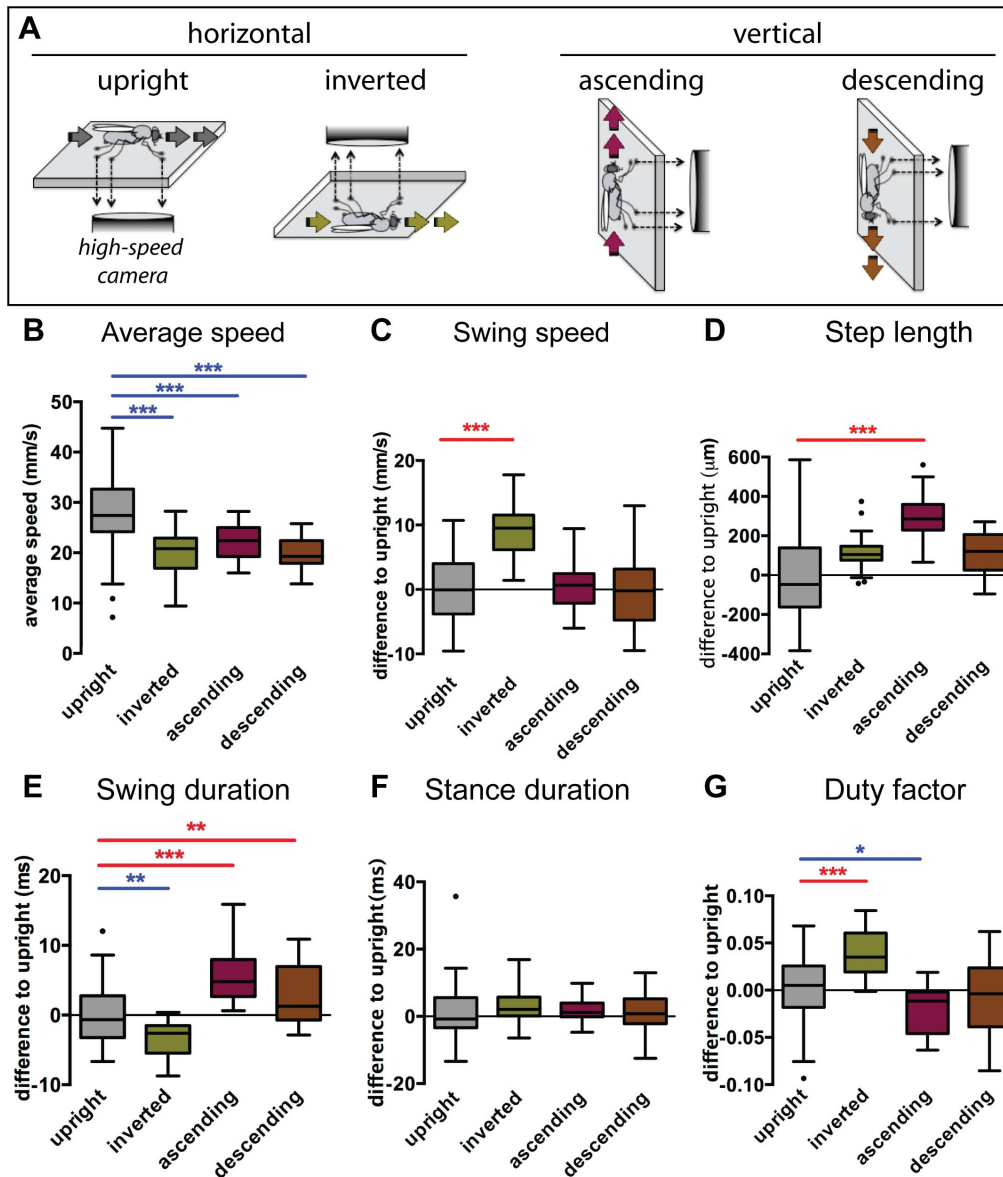 A
horizontal
vertical
upright
inverted
ascending
descending
high-speed
camera
B Average speed
***
***
***
average speed (mm/s)
50
40
30
20
10
0
upright
inverted
ascending
descending
C Swing speed
***
difference to upright (mm/s)
20
10
0
-10
upright
inverted
ascending
descending
D Step length
***
difference to upright (μm)
600
400
200
0
-200
-400
upright
inverted
ascending
descending
E Swing duration
**
***
**
difference to upright (ms)
20
10
0
-10
upright
inverted
ascending
descending
F Stance duration
difference to upright (ms)
40
20
0
-20
upright
inverted
ascending
descending
G Duty factor
*
***
difference to upright
0.10
0.05
0.00
-0.05
-0.10
upright
inverted
ascending
descending